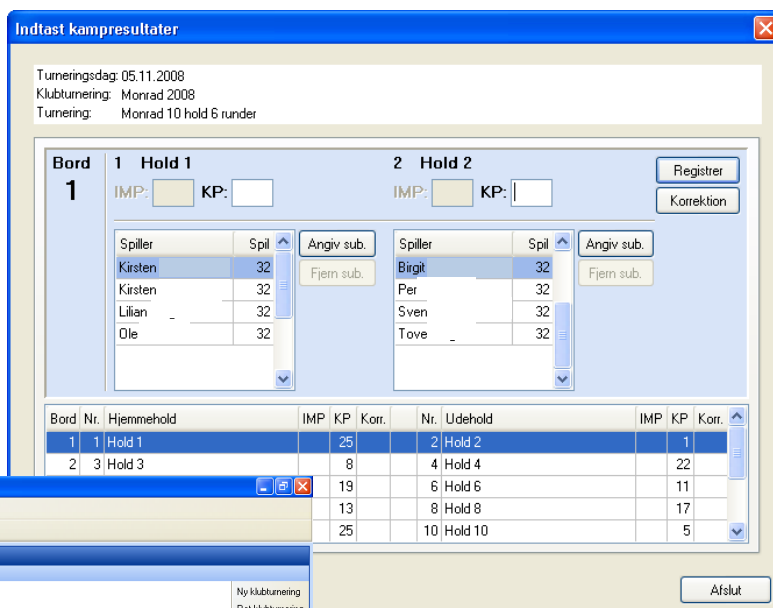 Indtast kampresultater
Turneringsdag: 05.11.2008
Klubturnering: Monrad 2008
Turnering: Monrad 10 hold 6 runder
Bord 1 Hold 1 2 Hold 2 Registrer
1 IMP: KP: IMP: KP: Korrektion
Spiller Spil Angiv sub. Spiller Spil Angiv sub.
Kirsten 32 Fjern sub. Birgit 32 Fjern sub.
Kirsten 32 Per 32
Lilian 32 Sven 32
Ole 32 Tove 32
Bord Nr. Hjemmehold IMP KP Korr. Nr. Udehold IMP KP Korr.
1 1 Hold 1 25 2 Hold 2 1
2 3 Hold 3 8 4 Hold 4 22
19 6 Hold 6 11
13 8 Hold 8 17
25 10 Hold 10 5
Ny klubturnering
Afslut